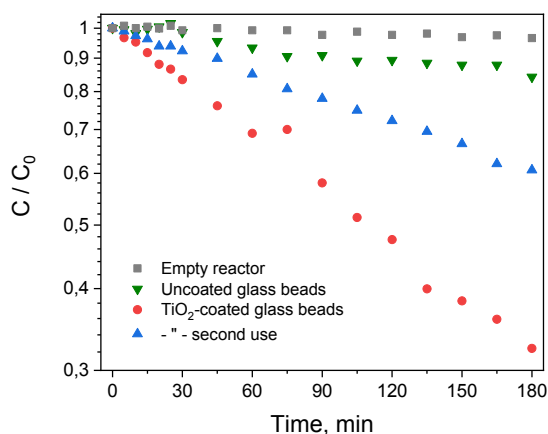 1
0,9
0,8
0,7
0,6
0,5
0,4
0,3
C / C₀
Empty reactor
Uncoated glass beads
TiO₂-coated glass beads
- " - second use
0 30 60 90 120 150 180
Time, min